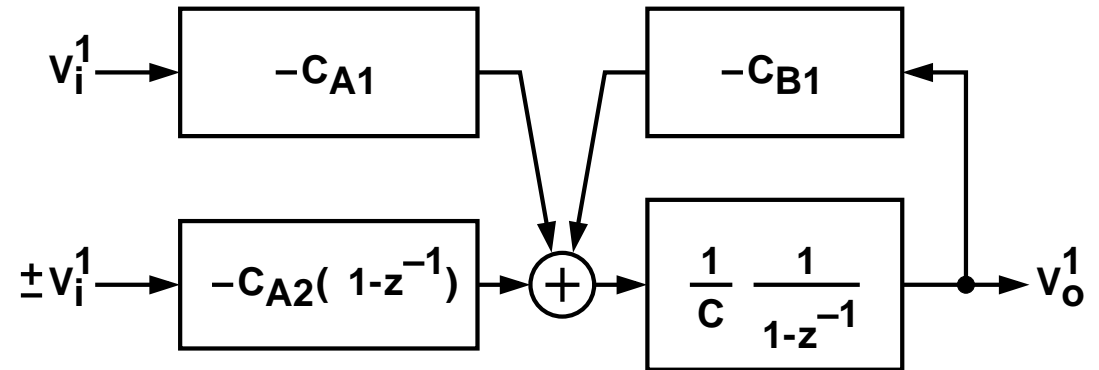 V_i^1
–C_A1
–C_B1
± V_i^1
–C_A2( 1-z^–1)
+
1
C
1
1-z^–1
V_o^1